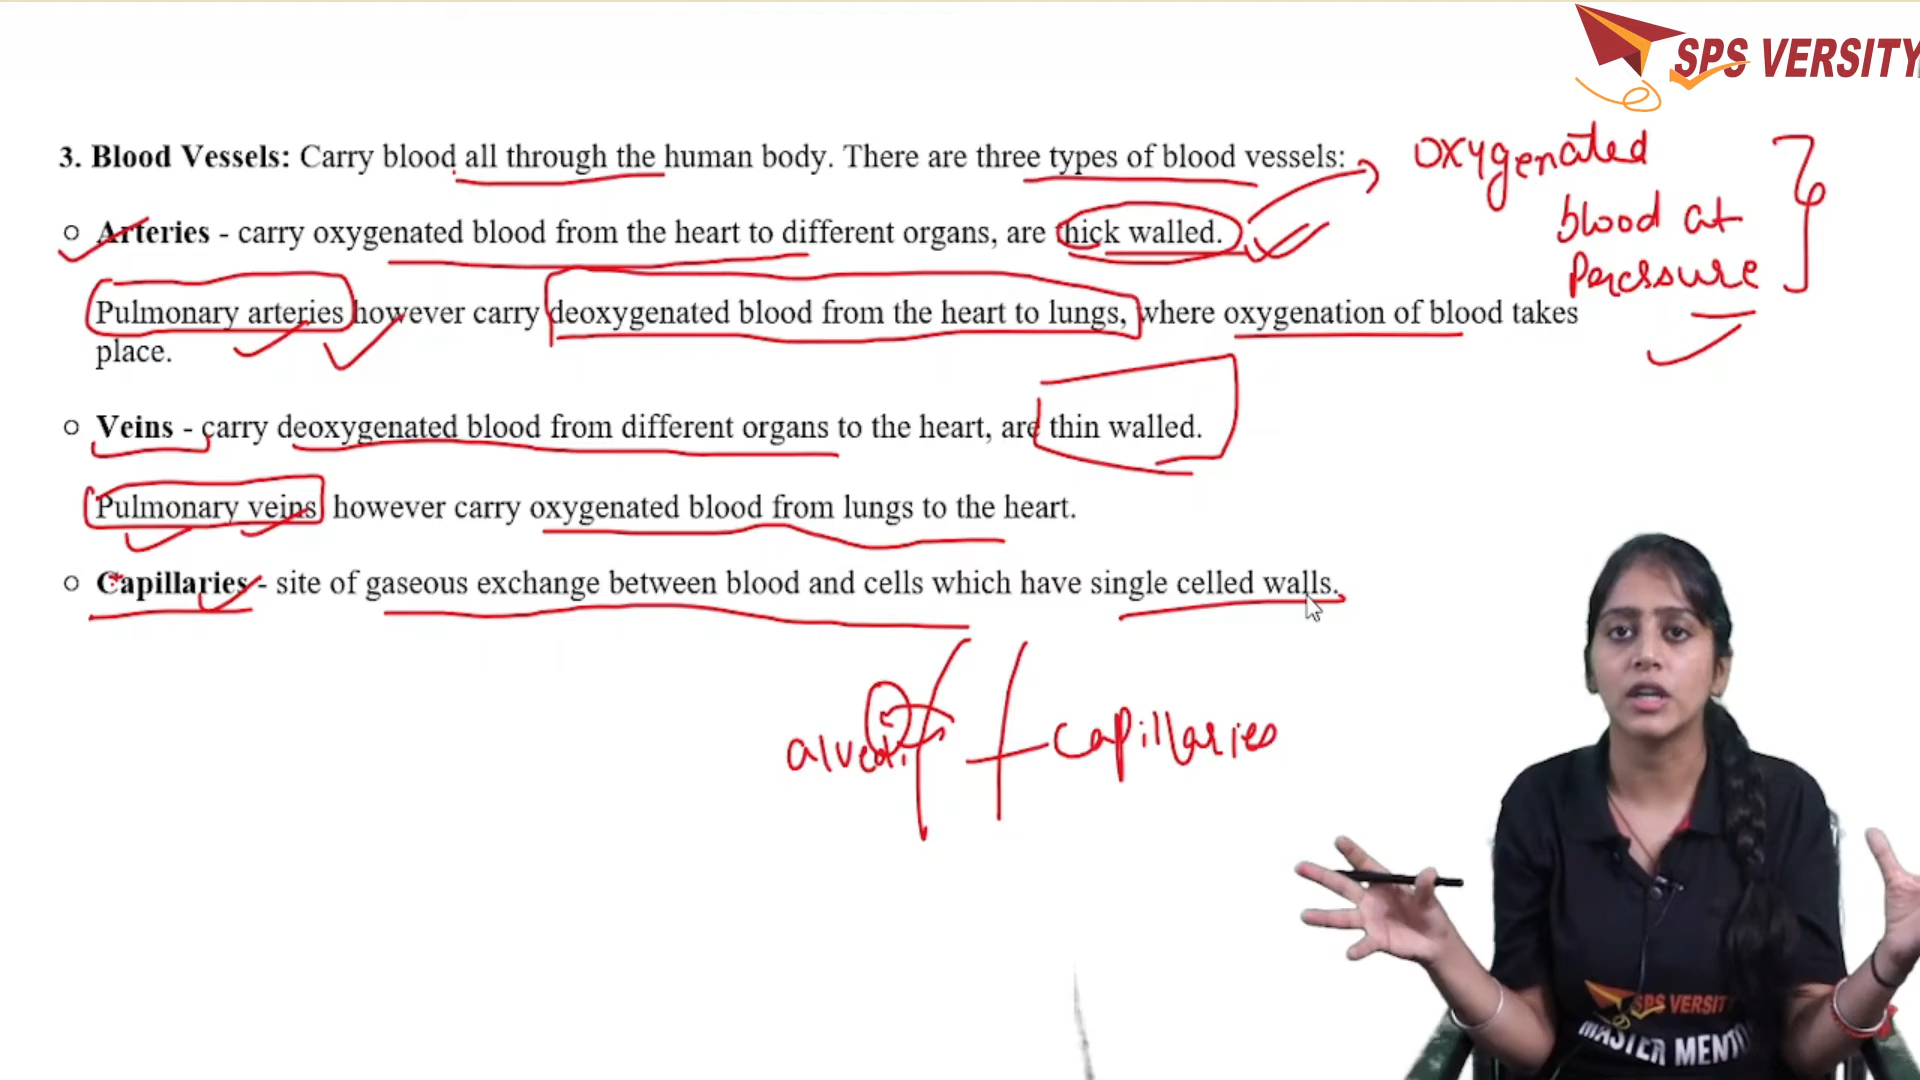 SPS VERSITY
3. Blood Vessels: Carry blood all through the human body. There are three types of blood vessels:
oxygenated
blood at
Pressure
○ Arteries - carry oxygenated blood from the heart to different organs, are thick walled.
Pulmonary arteries however carry deoxygenated blood from the heart to lungs, where oxygenation of blood takes
place.
○ Veins - carry deoxygenated blood from different organs to the heart, are thin walled.
Pulmonary veins however carry oxygenated blood from lungs to the heart.
○ Capillaries - site of gaseous exchange between blood and cells which have single celled walls.
alveoli
capillaries
SPS VERSIT
MASTER MENTO